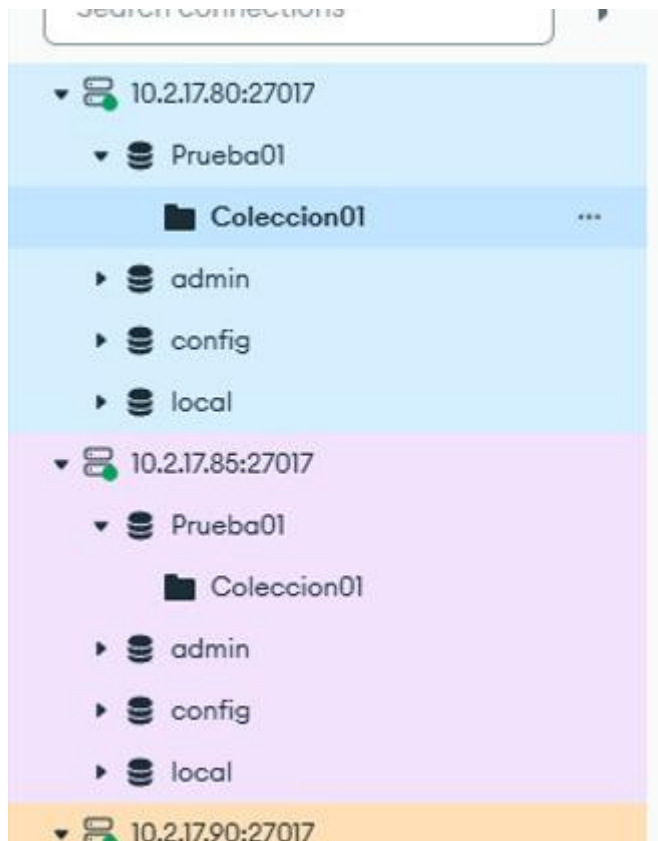 Search connections
10.2.17.80:27017
Prueba01
Coleccion01
admin
config
local
10.2.17.85:27017
Prueba01
Coleccion01
admin
config
local
10.2.17.90:27017